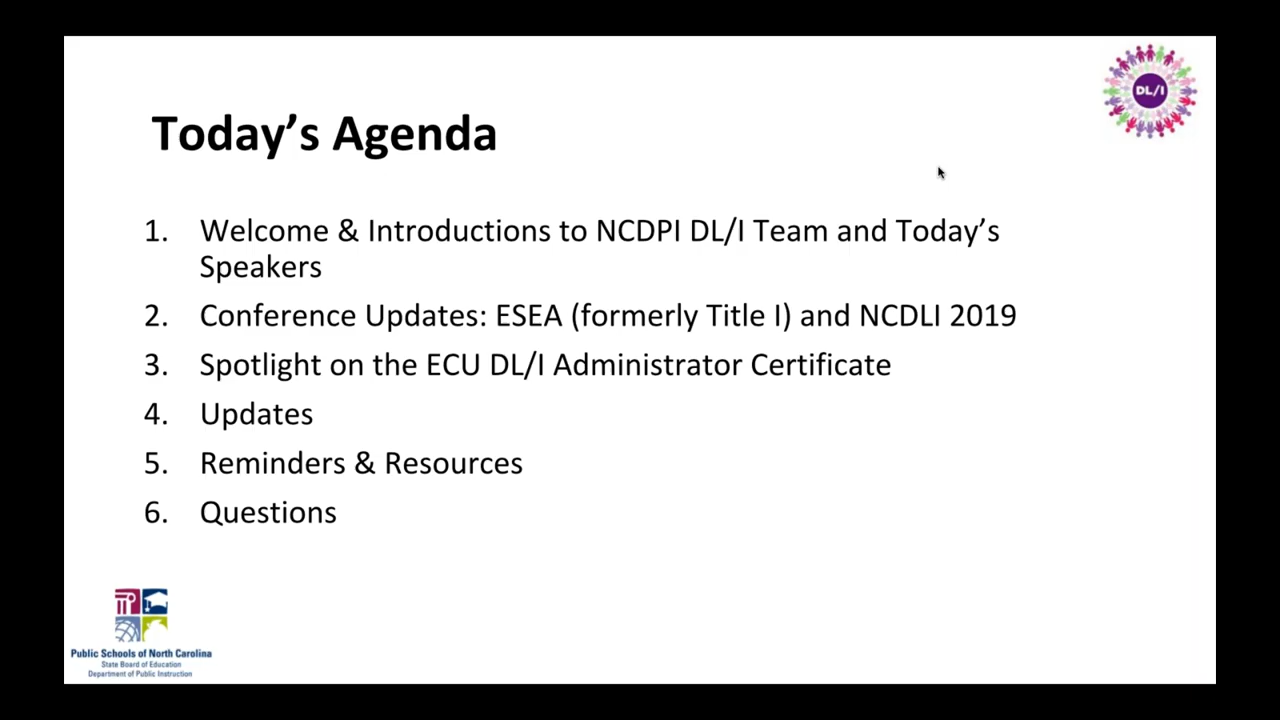 DL/I
Today’s Agenda
1. Welcome & Introductions to NCDPI DL/I Team and Today’s
Speakers
2. Conference Updates: ESEA (formerly Title I) and NCDLI 2019
3. Spotlight on the ECU DL/I Administrator Certificate
4. Updates
5. Reminders & Resources
6. Questions
Public Schools of North Carolina
State Board of Education
Department of Public Instruction